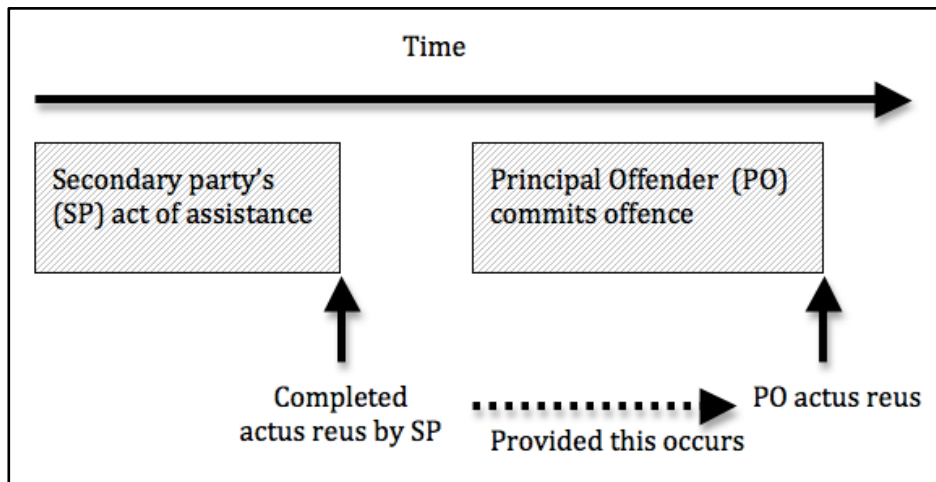 Time
Secondary party's
(SP) act of assistance
Principal Offender (PO)
commits offence
Completed
actus reus by SP
Provided this occurs
PO actus reus